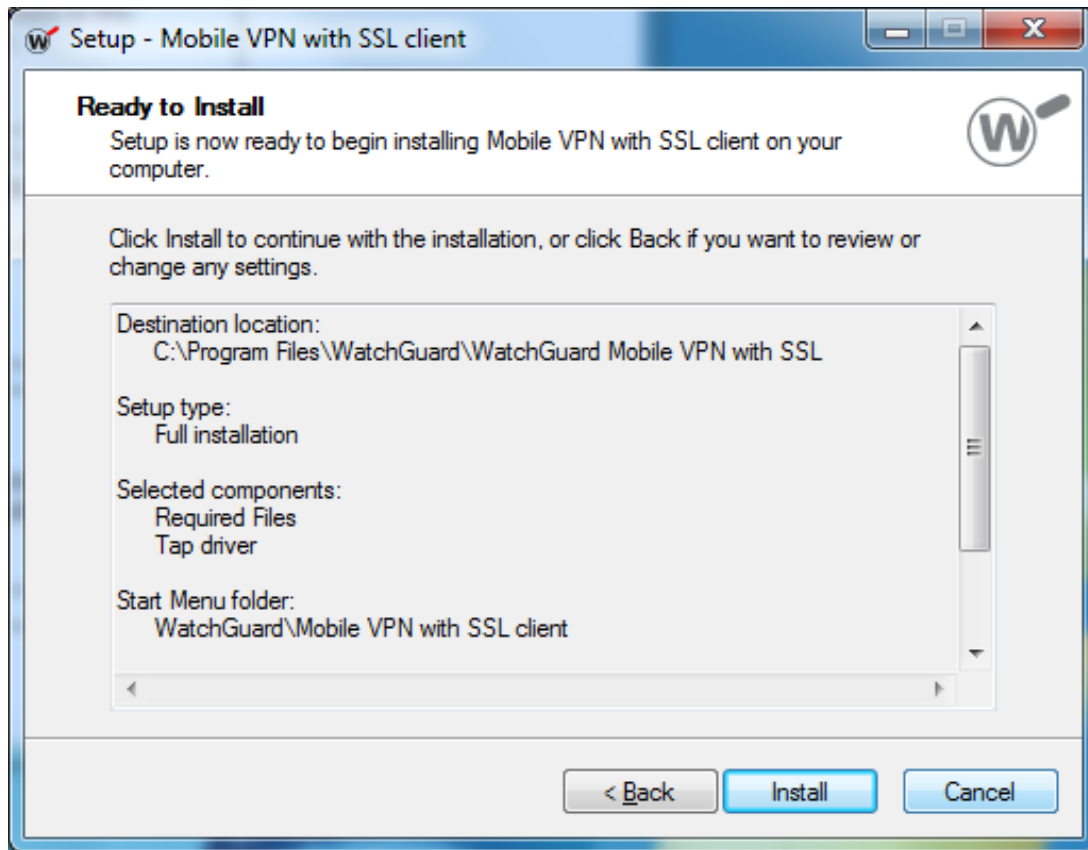 Setup - Mobile VPN with SSL client
Ready to Install
Setup is now ready to begin installing Mobile VPN with SSL client on your
computer.
W
Click Install to continue with the installation, or click Back if you want to review or
change any settings.
Destination location:
C:\Program Files\WatchGuard\WatchGuard Mobile VPN with SSL
Setup type:
Full installation
Selected components:
Required Files
Tap driver
Start Menu folder:
WatchGuard\Mobile VPN with SSL client
< Back
Install
Cancel